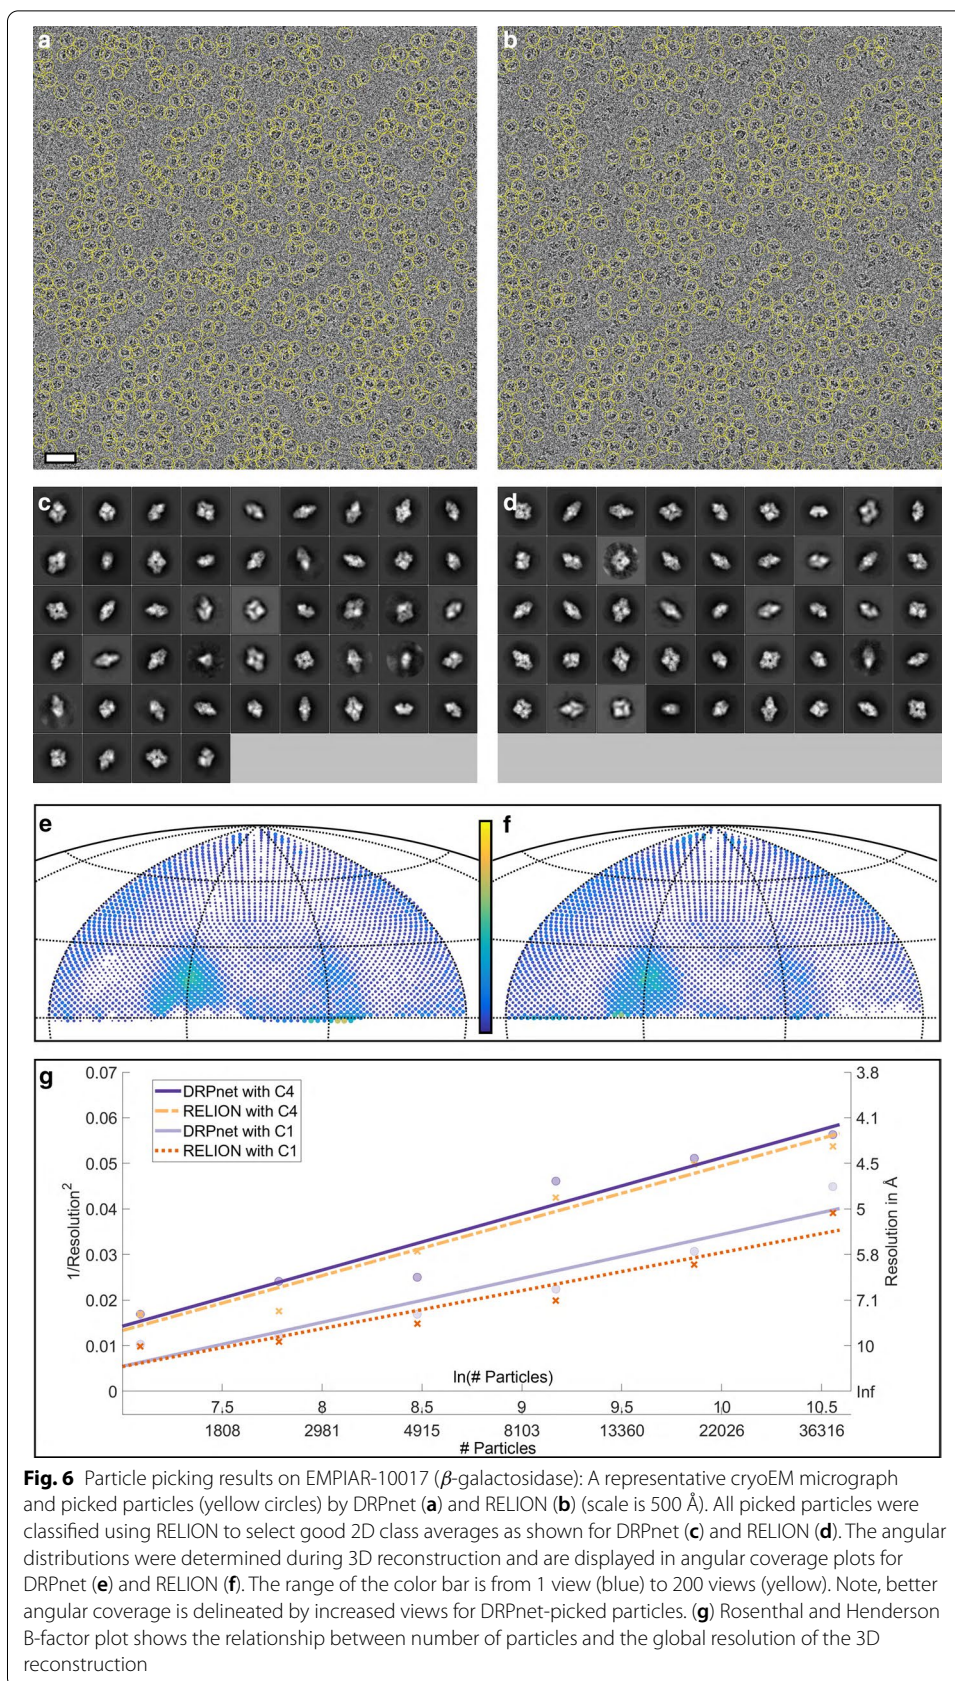 a
b
c
d
e
f
g
0.07
0.06
0.05
0.04
0.03
0.02
0.01
0
1/Resolution²
DRPnet with C4
RELION with C4
DRPnet with C1
RELION with C1
3.8
4.1
4.5
5
5.8
7.1
10
Inf
Resolution in Å
ln(# Particles)
7.5 8 8.5 9 9.5 10 10.5
1808 2981 4915 8103 13360 22026 36316
# Particles
Fig. 6 Particle picking results on EMPIAR-10017 (β-galactosidase): A representative cryoEM micrograph
and picked particles (yellow circles) by DRPnet (a) and RELION (b) (scale is 500 Å). All picked particles were
classified using RELION to select good 2D class averages as shown for DRPnet (c) and RELION (d). The angular
distributions were determined during 3D reconstruction and are displayed in angular coverage plots for
DRPnet (e) and RELION (f). The range of the color bar is from 1 view (blue) to 200 views (yellow). Note, better
angular coverage is delineated by increased views for DRPnet-picked particles. (g) Rosenthal and Henderson
B-factor plot shows the relationship between number of particles and the global resolution of the 3D
reconstruction